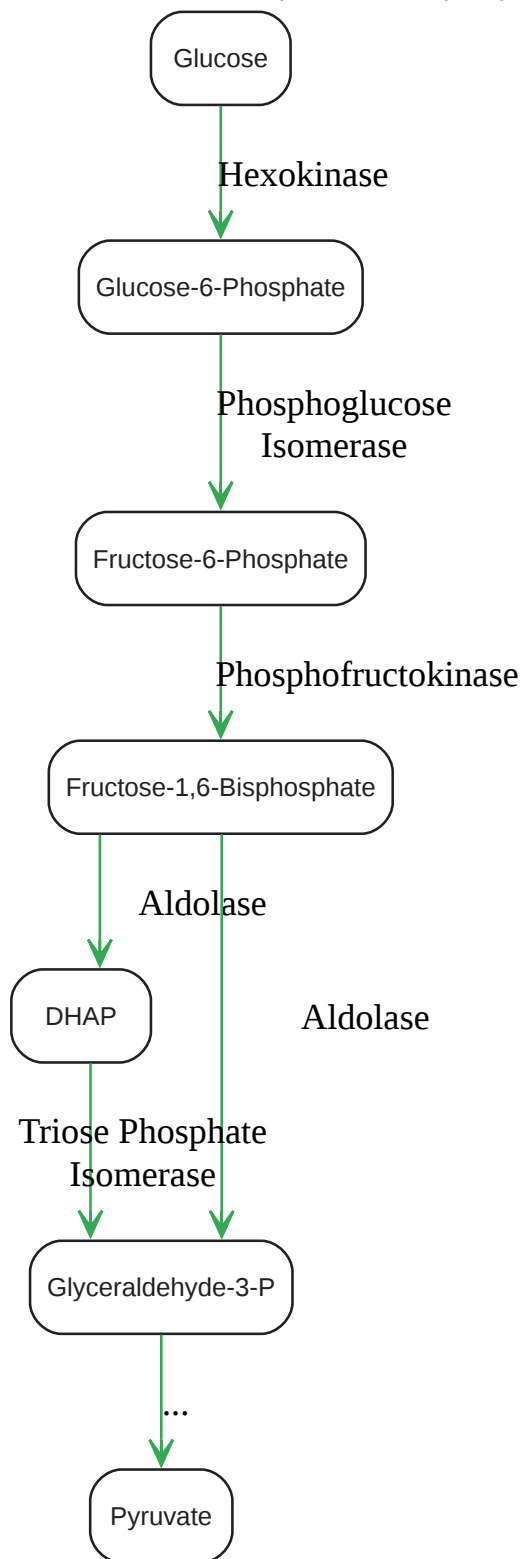 Glucose
Hexokinase
Glucose-6-Phosphate
Phosphoglucose
Isomerase
Fructose-6-Phosphate
Phosphofructokinase
Fructose-1,6-Bisphosphate
Aldolase
DHAP
Aldolase
Triose Phosphate
Isomerase
Glyceraldehyde-3-P
...
Pyruvate